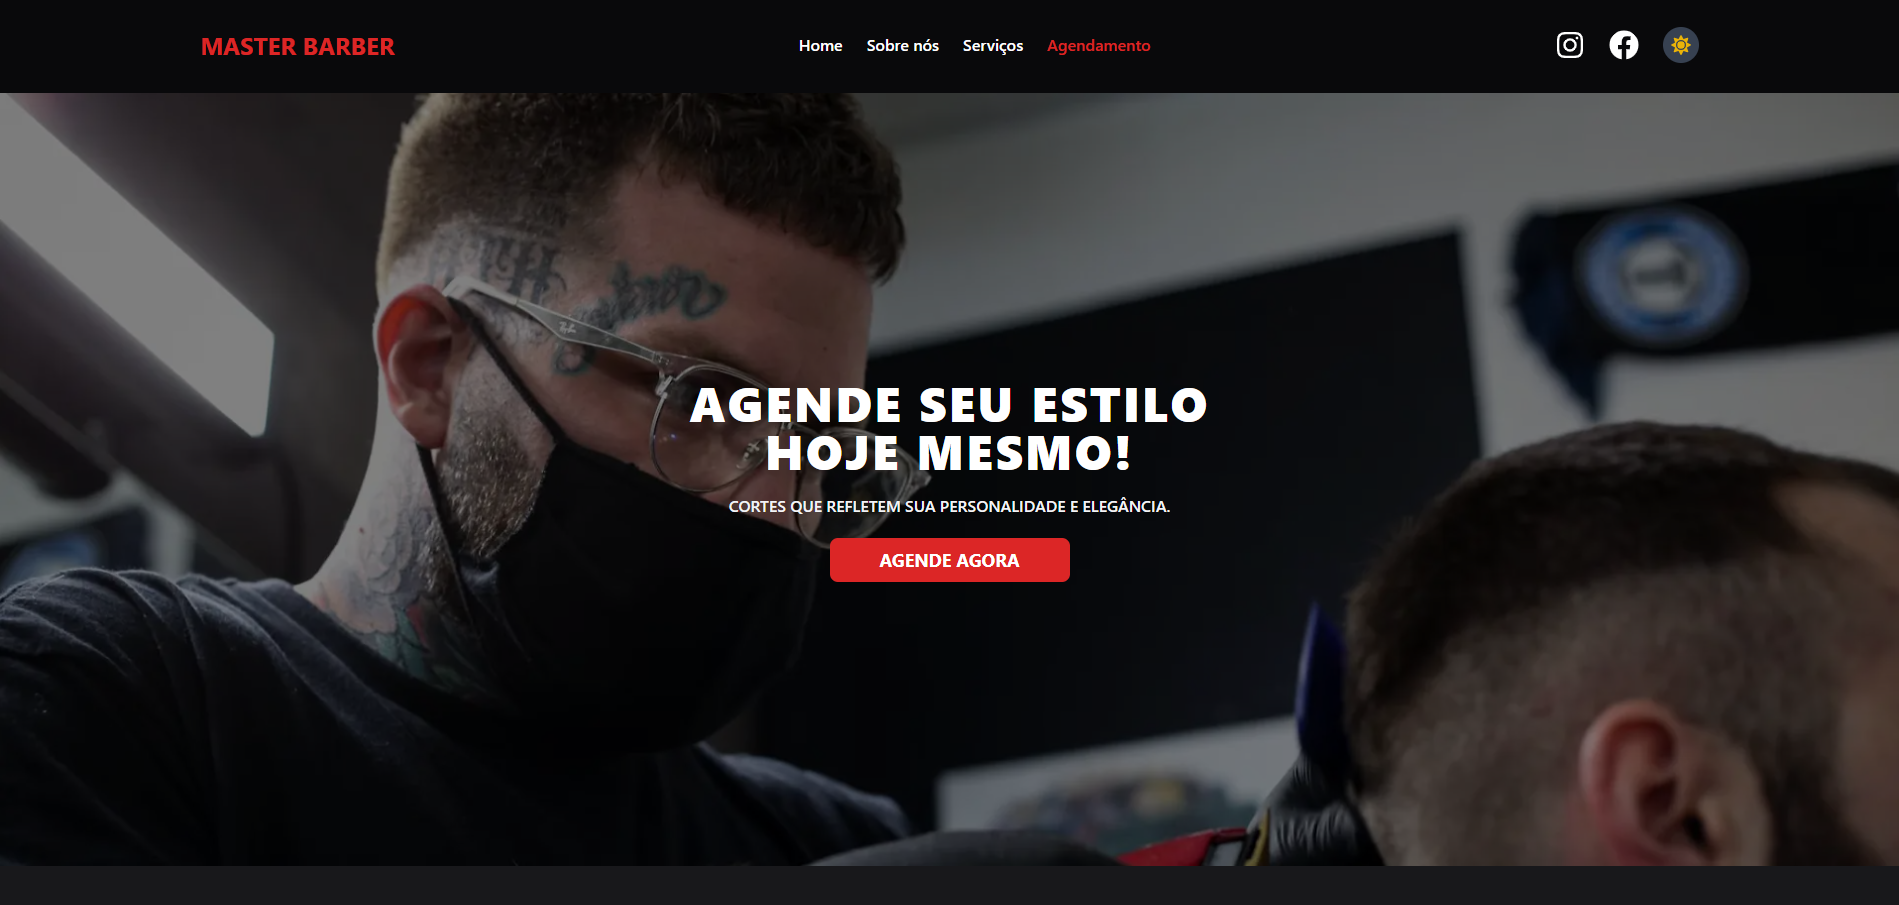 MASTER BARBER
Home
Sobre nós
Serviços
Agendamento
AGENDE SEU ESTILO
HOJE MESMO!
CORTES QUE REFLETEM SUA PERSONALIDADE E ELEGÂNCIA.
AGENDE AGORA